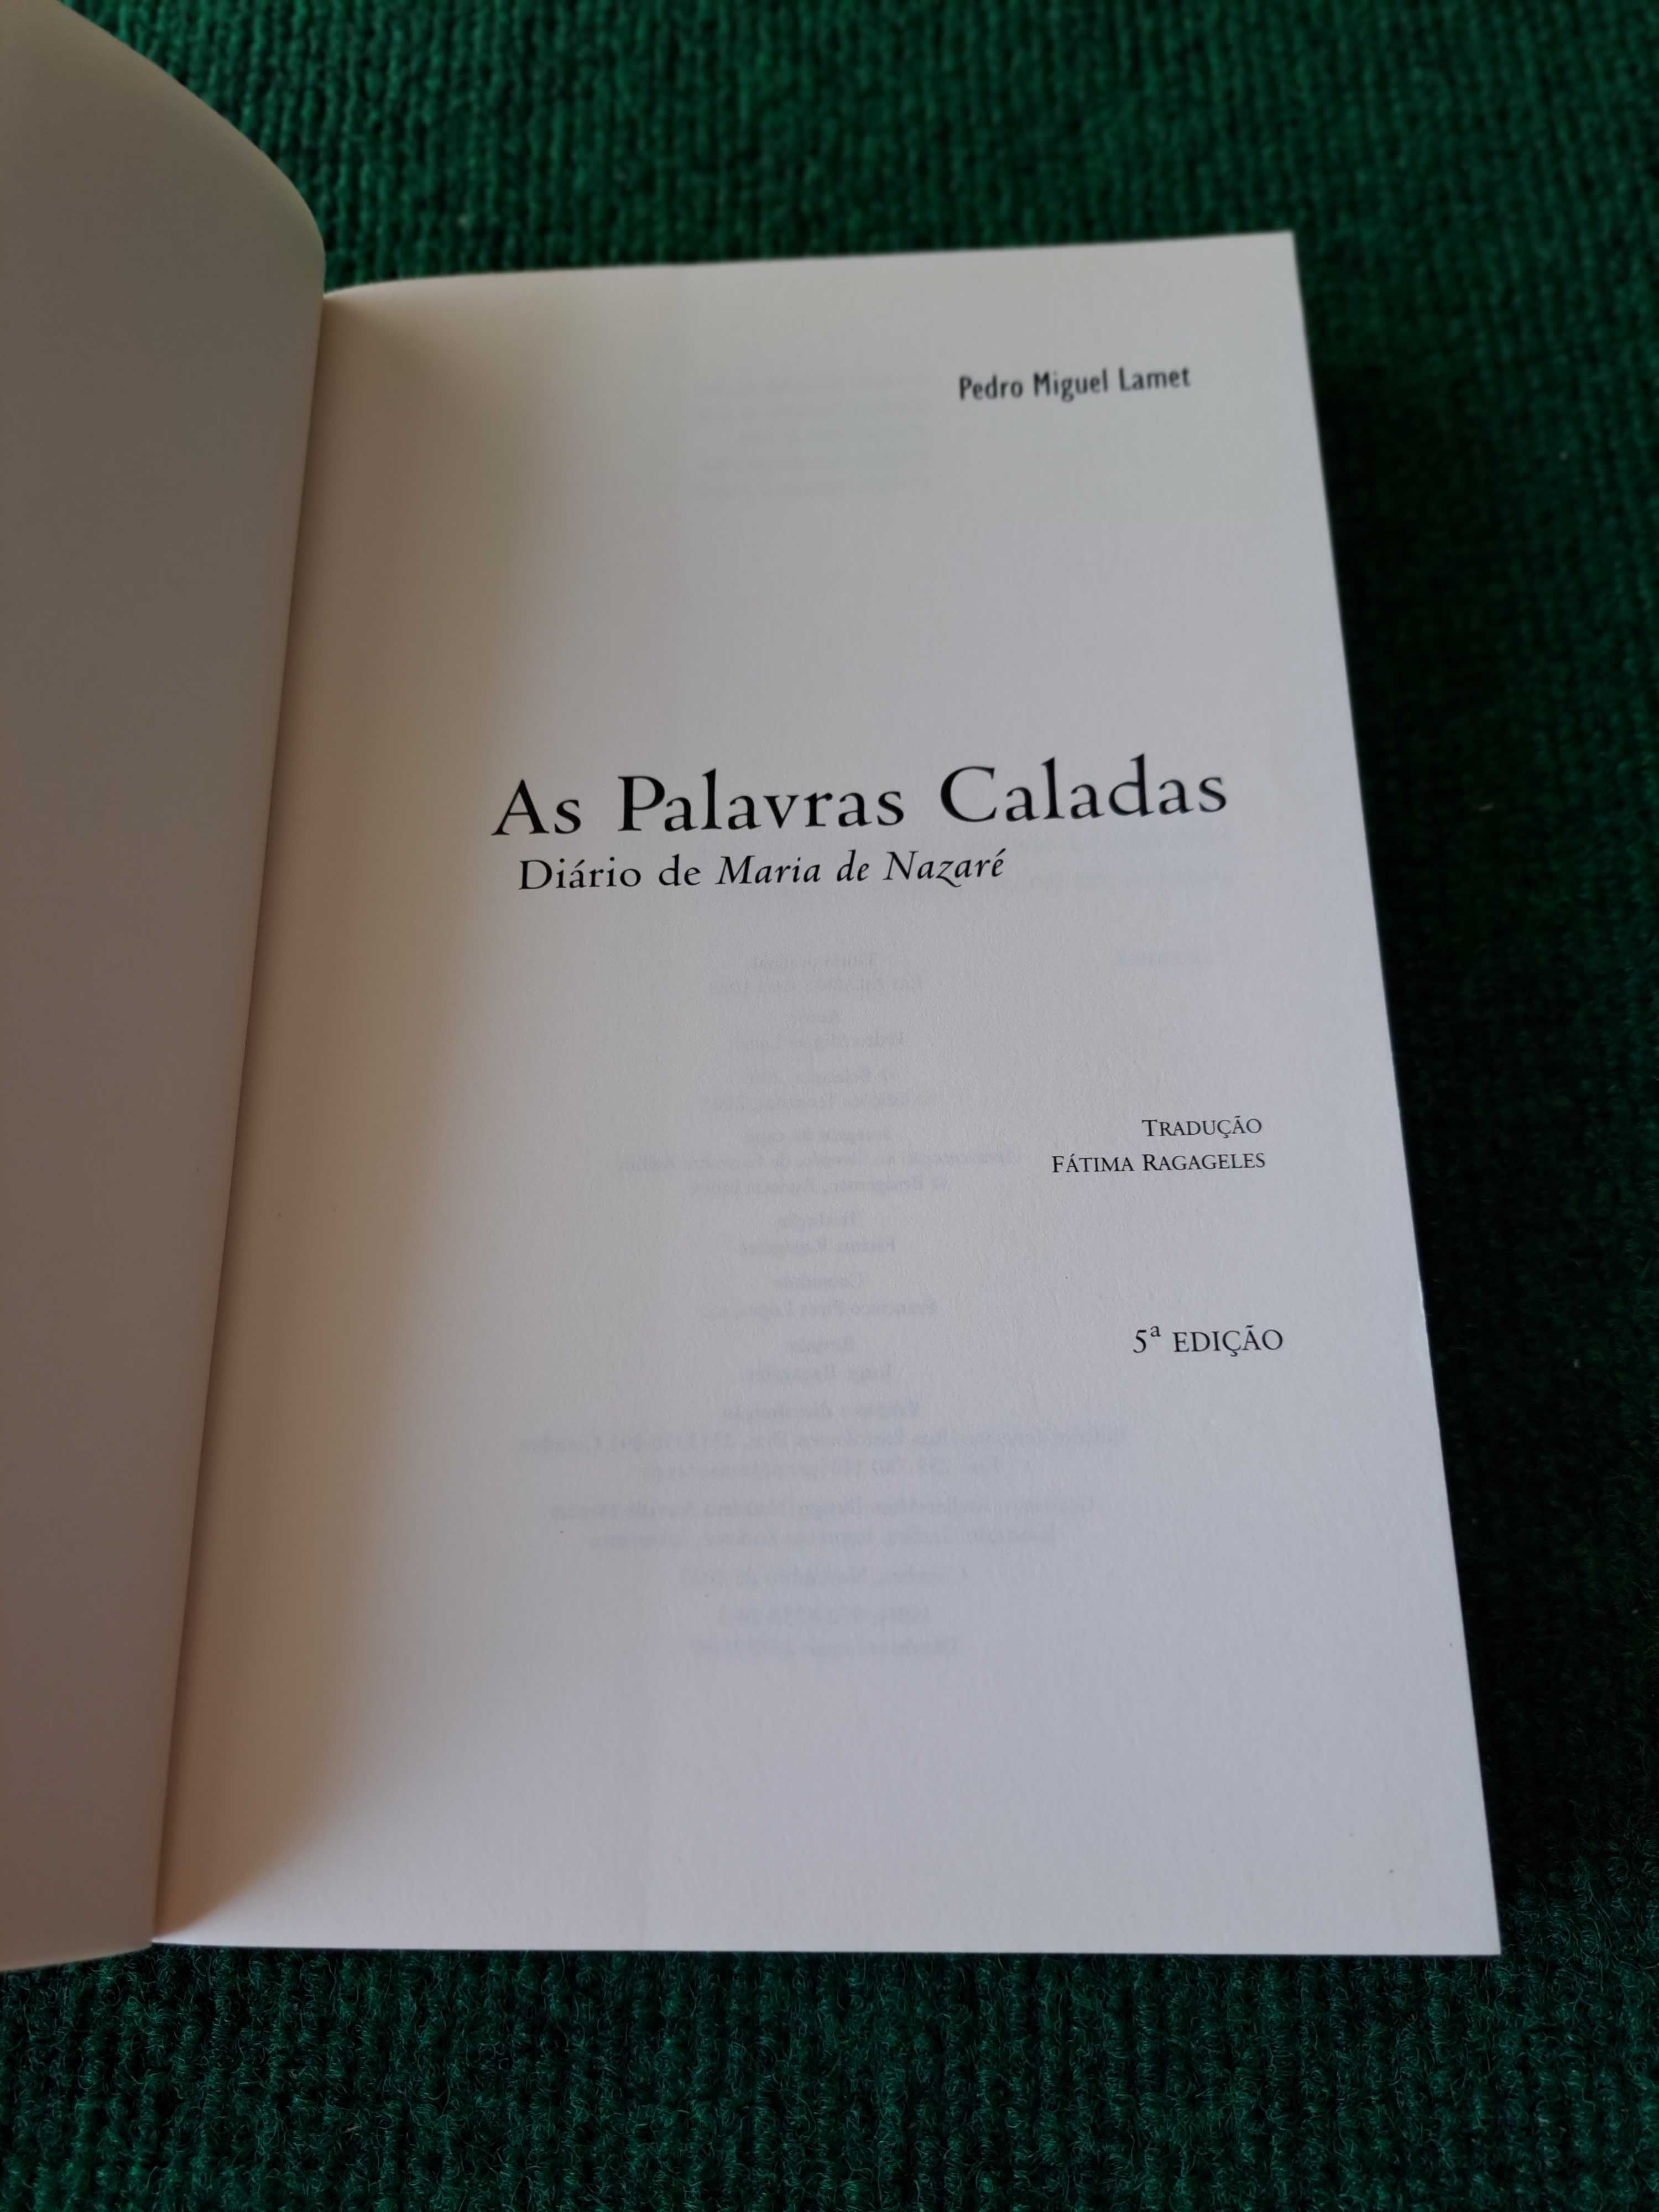 Pedro Miguel Lamet
As Palavras Caladas
Diário de Maria de Nazaré
TRADUÇÃO
FÁTIMA RAGAGELES
5ª EDIÇÃO